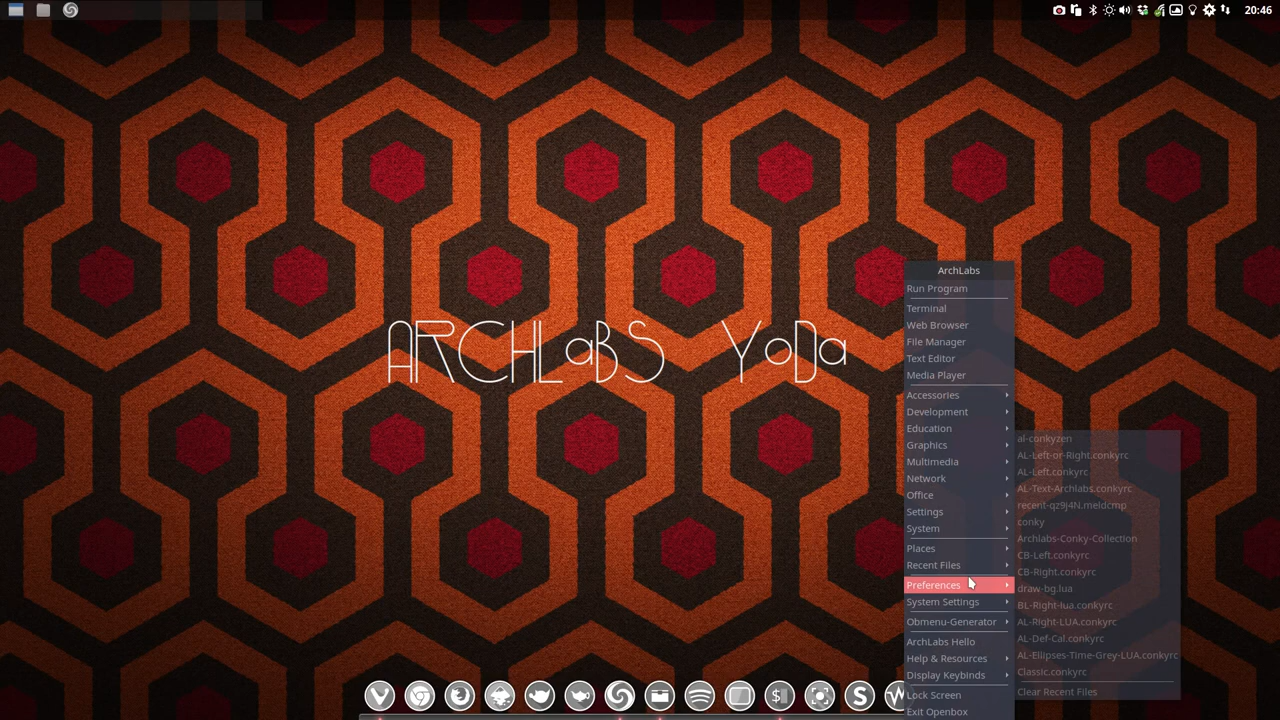 20:46
ARCHLaBS YoDa
ArchLabs
Run Program
Terminal
Web Browser
File Manager
Text Editor
Media Player
Accessories
Development
Education
Graphics
Multimedia
Network
Office
Settings
System
Places
Recent Files
Preferences
System Settings
Obmenu-Generator
ArchLabs Hello
Help & Resources
Display Keybinds
Lock Screen
Exit Openbox
al-conkyzen
AL-Left-or-Right.conkyrc
AL-Left.conkyrc
AL-Text-Archlabs.conkyrc
recent-qz9j4N.meldcmp
conky
Archlabs-Conky-Collection
CB-Left.conkyrc
CB-Right.conkyrc
draw-bg.lua
BL-Right-lua.conkyrc
AL-Right-LUA.conkyrc
AL-Def-Cal.conkyrc
AL-Ellipses-Time-Grey-LUA.conkyrc
Classic.conkyrc
Clear Recent Files